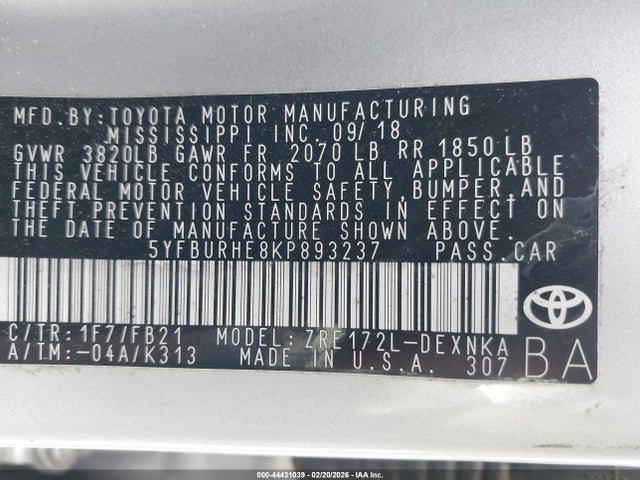 MFD.BY:TOYOTA MOTOR MANUFACTURING
MISSISSIPPI INC. 09/18
GVWR 3820LB GAWR FR 2070 LB RR 1850 LB
THIS VEHICLE CONFORMS TO ALL APPLICABLE
FEDERAL MOTOR VEHICLE SAFETY, BUMPER, AND
THEFT PREVENTION STANDARDS IN EFFECT ON
THE DATE OF MANUFACTURE SHOWN ABOVE.
5YFBURHE8KP893237 PASS.CAR
C/TR:1F7/FB21 MODEL: ZRE172L-DEXNKA
A/TM:-04A/K313 MADE IN U.S.A. 307
BA
000-44431039 | 02/20/2026 | IAA Inc.